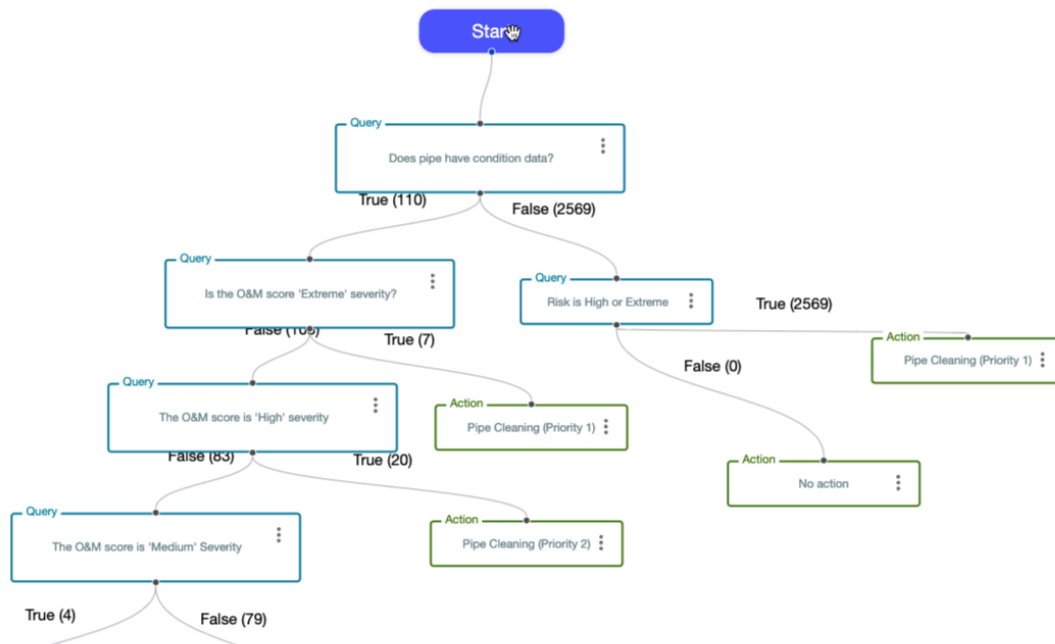 Star
Query
Does pipe have condition data?
True (110)
False (2569)
Query
Is the O&M score 'Extreme' severity?
Query
Risk is High or Extreme
True (2569)
True (7)
Action
Pipe Cleaning (Priority 1)
False (0)
Query
The O&M score is 'High' severity
Action
Pipe Cleaning (Priority 1)
False (83)
True (20)
Action
No action
Query
The O&M score is 'Medium' Severity
Action
Pipe Cleaning (Priority 2)
True (4)
False (79)